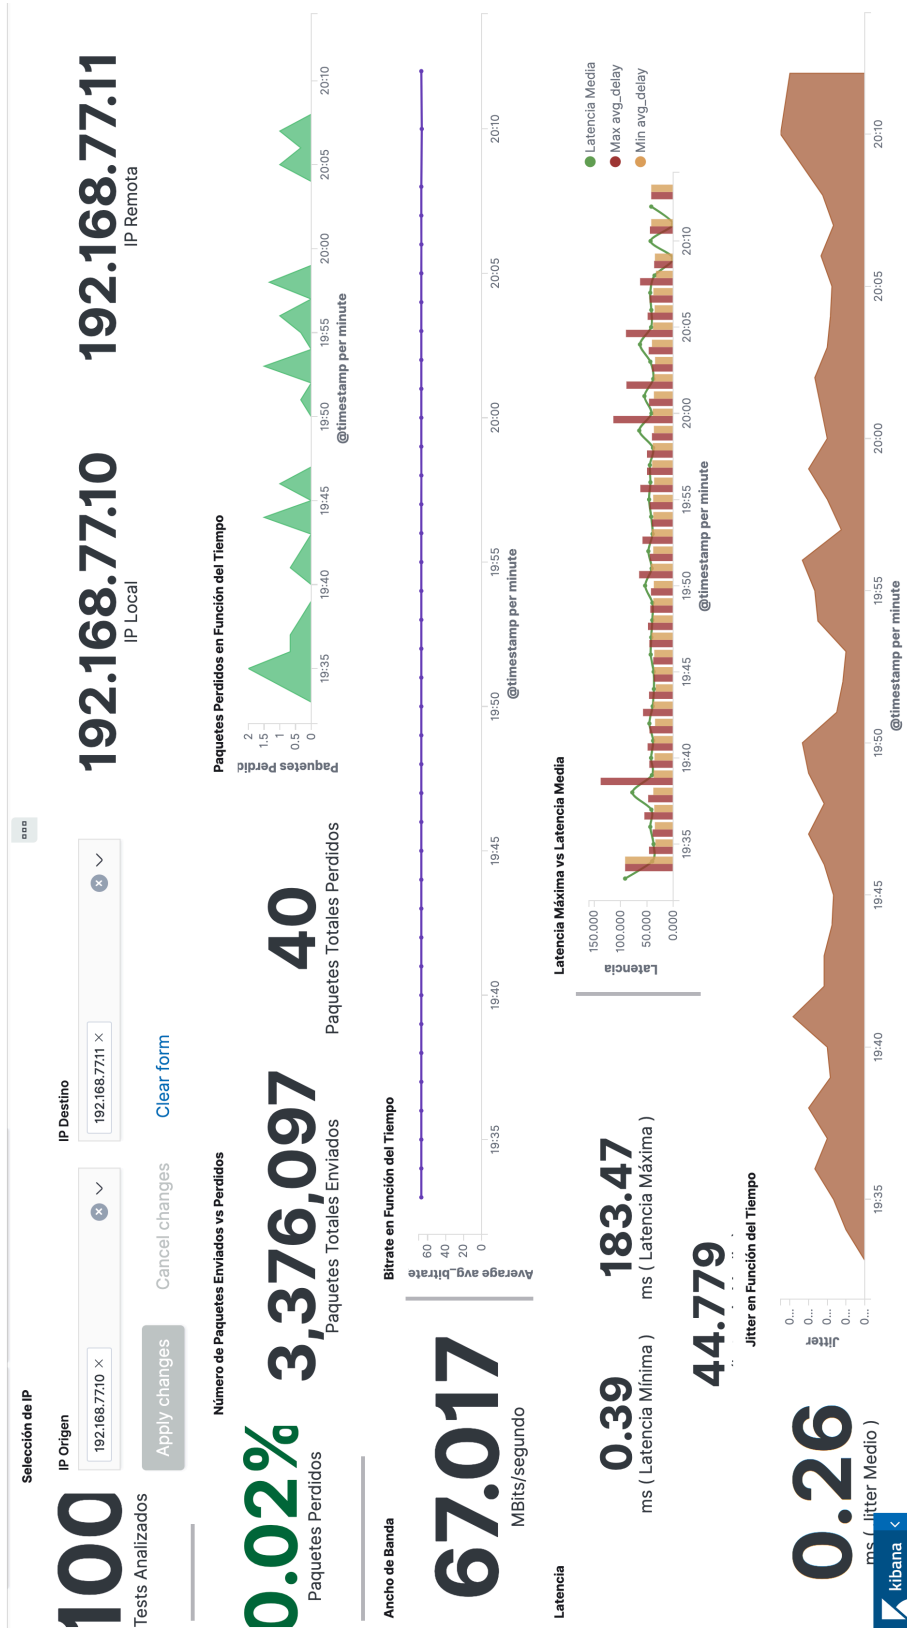 Selección de IP
100
Tests Analizados
IP Origen
192.168.77.10 ×
IP Destino
192.168.77.11 ×
Apply changes
Cancel changes
Clear form
192.168.77.10
IP Local
192.168.77.11
IP Remota
Número de Paquetes Enviados vs Perdidos
0.02%
Paquetes Perdidos
3,376,097
Paquetes Totales Enviados
40
Paquetes Totales Perdidos
Paquetes Perdidos en Función del Tiempo
Paquetes Perdid
2
1.5
1
0.5
0
19:35
19:40
19:45
19:50
19:55
20:00
20:05
20:10
@timestamp per minute
Ancho de Banda
67.017
MBits/segundo
Bitrate en Función del Tiempo
Average avg_bitrate
60
40
20
0
19:35
19:40
19:45
19:50
19:55
20:00
20:05
20:10
@timestamp per minute
Latencia
0.39
ms ( Latencia Mínima )
183.47
ms ( Latencia Máxima )
44.779
Latencia Máxima vs Latencia Media
Latencia
150.000
100.000
50.000
0.000
19:35
19:40
19:45
19:50
19:55
20:00
20:05
20:10
@timestamp per minute
Latencia Media
Max avg_delay
Min avg_delay
0.26
ms ( Jitter Medio )
Jitter en Función del Tiempo
Jitter
0...
0...
0...
0...
0...
19:35
19:40
19:45
19:50
19:55
20:00
20:05
20:10
@timestamp per minute
kibana